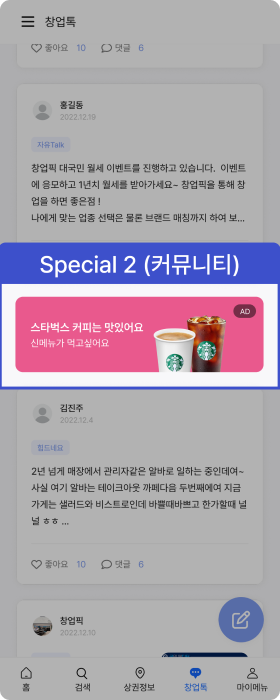 창업톡
좋아요 10 댓글 6
홍길동
2022.12.19
자유Talk
창업픽 대국민 월세 이벤트를 진행하고 있습니다. 이벤트
에 응모하고 1년치 월세를 받아가세요~ 창업픽을 통해 창
업을 하면 좋은점 !
나에게 맞는 업종 선택은 물론 브랜드 매칭까지 하여 보...
Special 2 (커뮤니티)
AD
스타벅스 커피는 맛있어요
신메뉴가 먹고싶어요
김진주
2022.12.4
힘드네요
2년 넘게 매장에서 관리자같은 알바로 일하는 중인데여~
사실 여기 알바는 테이크아웃 까페다음 두번째에여 지금
가게는 샐러드와 비스트로인데 바쁠때바쁘고 한가할때 널
널 ㅎㅎ ...
좋아요 10 댓글 6
창업픽
2022.12.10
홈 검색 상권정보 창업톡 마이메뉴